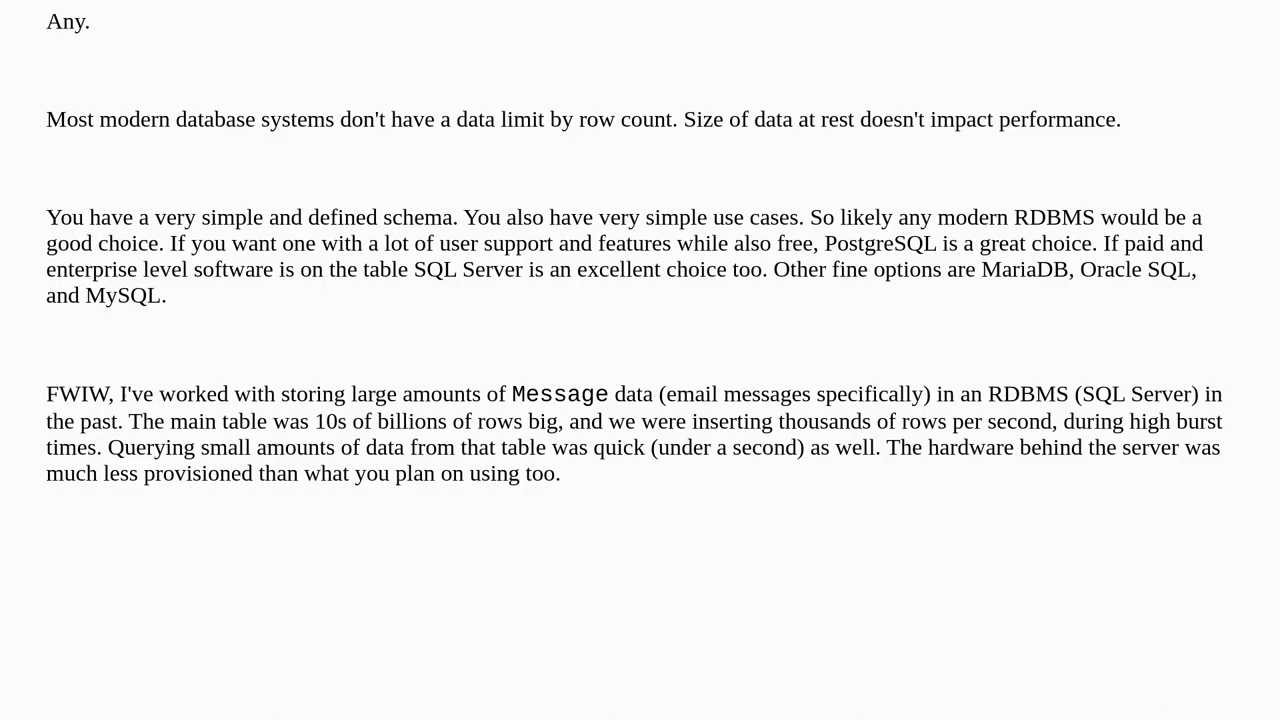 Any.
Most modern database systems don't have a data limit by row count. Size of data at rest doesn't impact performance.
You have a very simple and defined schema. You also have very simple use cases. So likely any modern RDBMS would be a
good choice. If you want one with a lot of user support and features while also free, PostgreSQL is a great choice. If paid and
enterprise level software is on the table SQL Server is an excellent choice too. Other fine options are MariaDB, Oracle SQL,
and MySQL.
FWIW, I've worked with storing large amounts of Message data (email messages specifically) in an RDBMS (SQL Server) in
the past. The main table was 10s of billions of rows big, and we were inserting thousands of rows per second, during high burst
times. Querying small amounts of data from that table was quick (under a second) as well. The hardware behind the server was
much less provisioned than what you plan on using too.